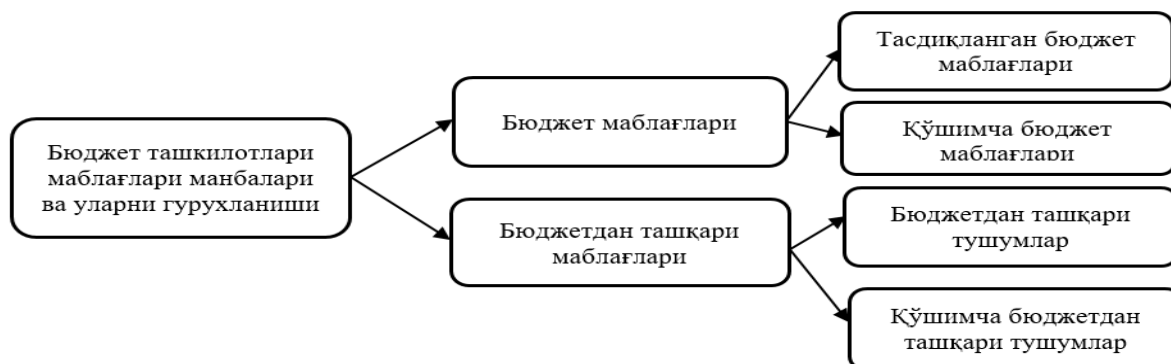 Бюджет ташкилотлари
маблағлари манбалари
ва уларни гурухланиши
Бюджет маблағлари
Бюджетдан ташқари
маблағлари
Тасдиқланган бюджет
маблағлари
Қўшимча бюджет
маблағлари
Бюджетдан ташқари
тушумлар
Қўшимча бюджетдан
ташқари тушумлар